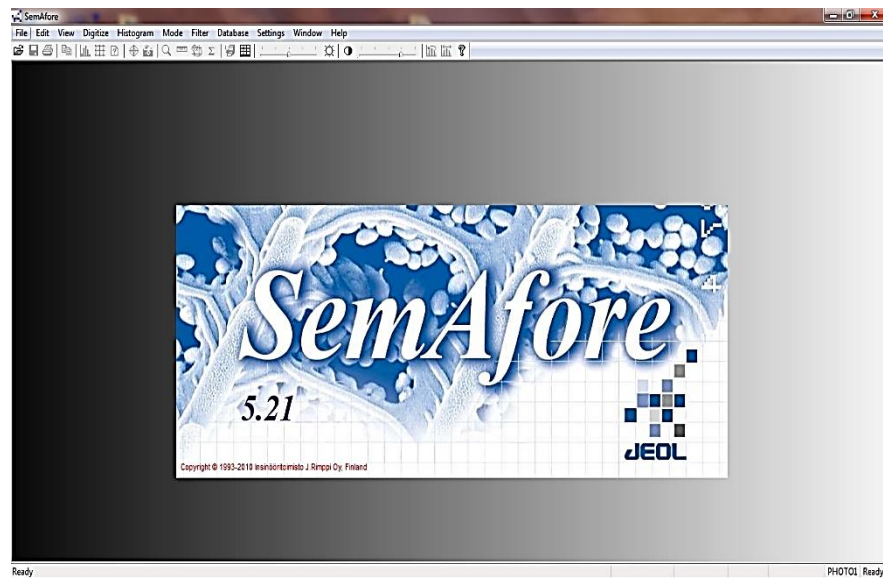 SemAfore
File Edit View Digitize Histogram Mode Filter Database Settings Window Help
SemAfore
5.21
JEOL
Copyright © 1993-2010 Insinööritoimisto J.Rimppi Oy, Finland
Ready PHOTO1 Ready